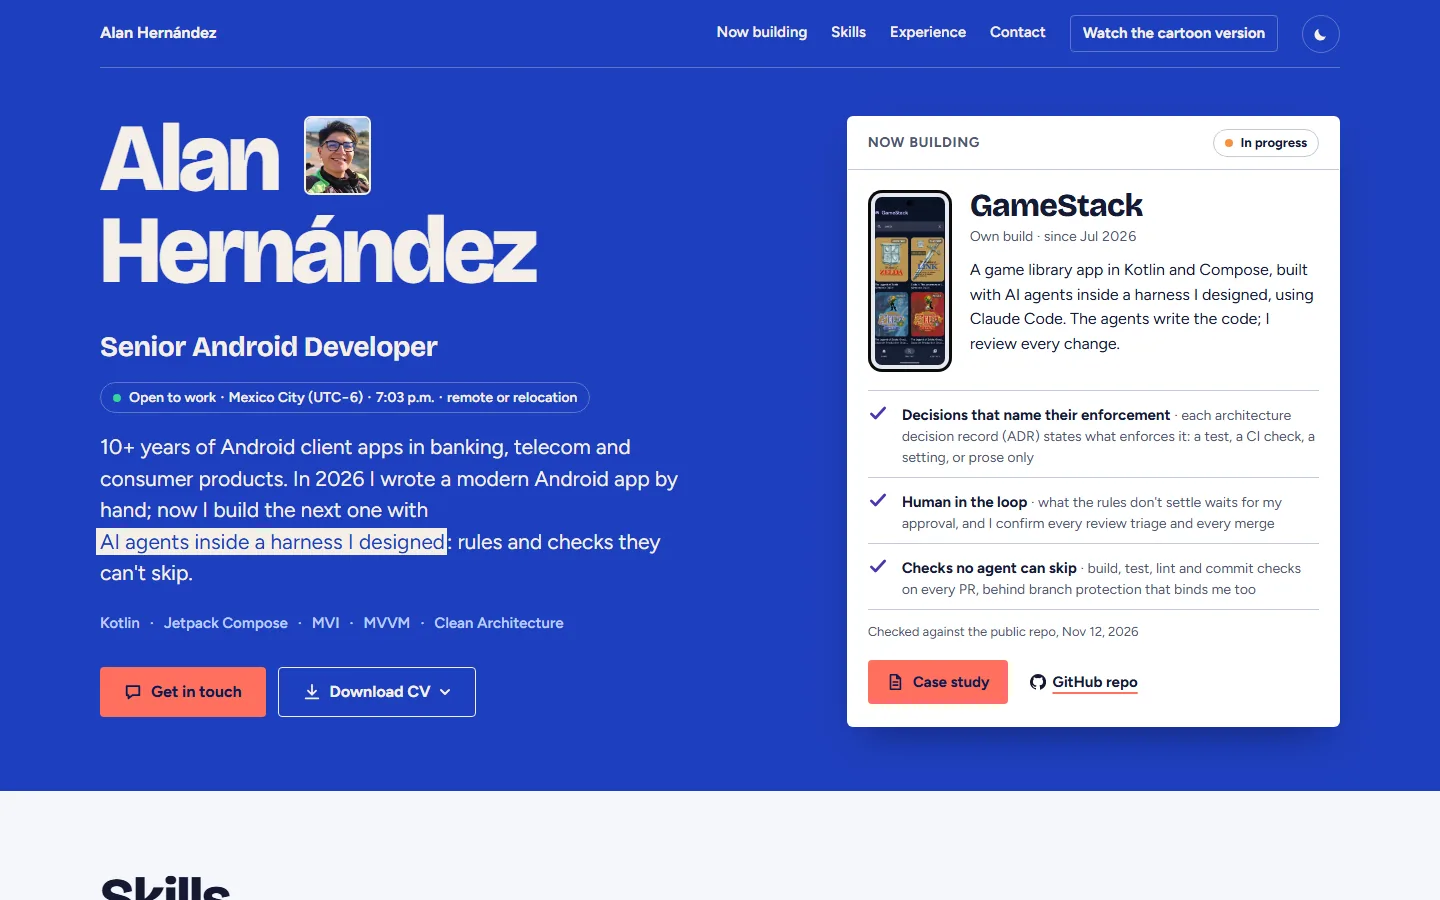 Alan Hernández
Now building
Skills
Experience
Contact
Watch the cartoon version
Alan
Hernández
Senior Android Developer
Open to work · Mexico City (UTC−6) · 7:03 p.m. · remote or relocation
10+ years of Android client apps in banking, telecom and
consumer products. In 2026 I wrote a modern Android app by
hand; now I build the next one with
AI agents inside a harness I designed: rules and checks they
can't skip.
Kotlin · Jetpack Compose · MVI · MVVM · Clean Architecture
Get in touch
Download CV
NOW BUILDING
In progress
GameStack
ZELDA
LINK
GameStack
Own build · since Jul 2026
A game library app in Kotlin and Compose, built
with AI agents inside a harness I designed, using
Claude Code. The agents write the code; I
review every change.
Decisions that name their enforcement · each architecture
decision record (ADR) states what enforces it: a test, a CI check, a
setting, or prose only
Human in the loop · what the rules don't settle waits for my
approval, and I confirm every review triage and every merge
Checks no agent can skip · build, test, lint and commit checks
on every PR, behind branch protection that binds me too
Checked against the public repo, Nov 12, 2026
Case study
GitHub repo
Skills